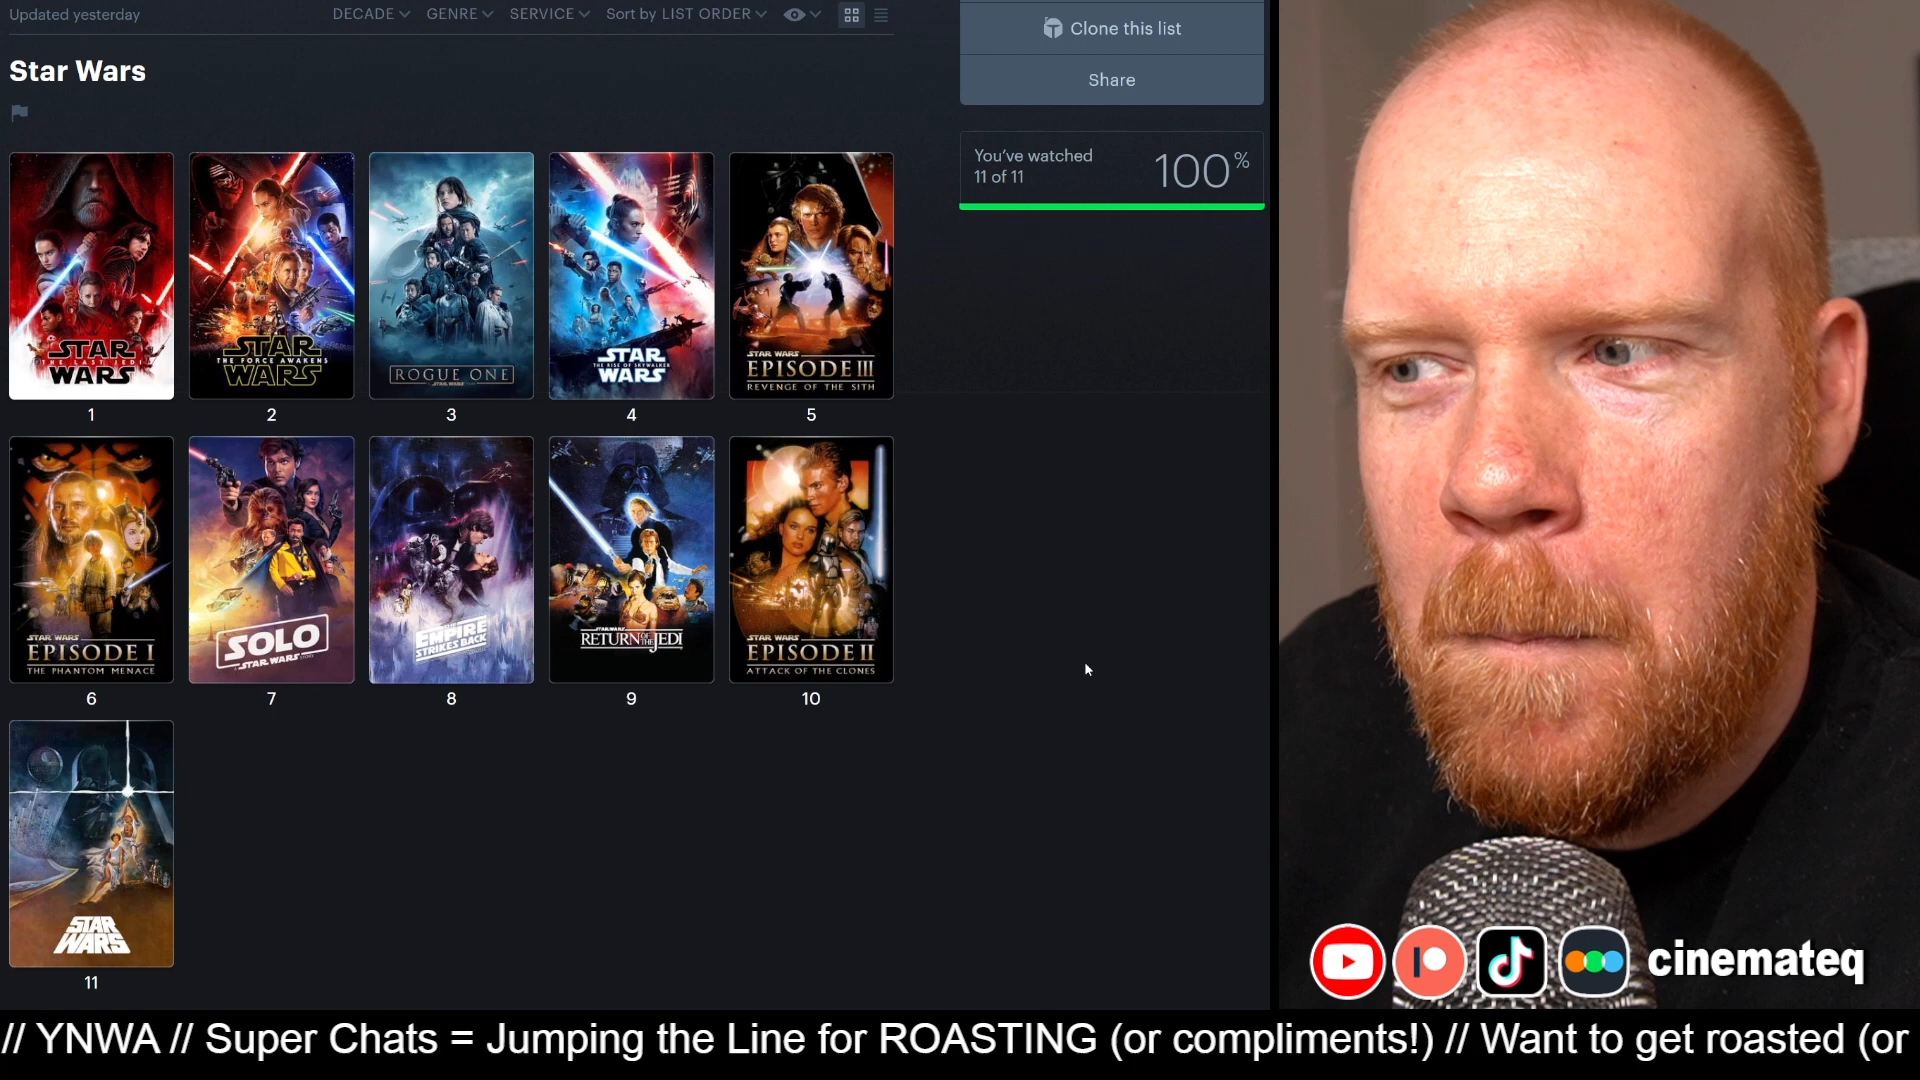 Updated yesterday
DECADE
GENRE
SERVICE
Sort by LIST ORDER
Clone this list
Share
Star Wars
You've watched
11 of 11
100%
STAR
THE LAST JEDI
WARS
STAR
THE FORCE AWAKENS
WARS
ROGUE ONE
STAR
THE RISE OF SKYWALKER
WARS
STAR WARS
EPISODE III
REVENGE OF THE SITH
1
2
3
4
5
STAR WARS
EPISODE I
THE PHANTOM MENACE
SOLO
A STAR WARS STORY
THE
EMPIRE
STRIKES BACK
STAR WARS
RETURN OF THE JEDI
STAR WARS
EPISODE II
ATTACK OF THE CLONES
6
7
8
9
10
STAR
WARS
11
cinemateq
// YNWA // Super Chats = Jumping the Line for ROASTING (or compliments!) // Want to get roasted (or